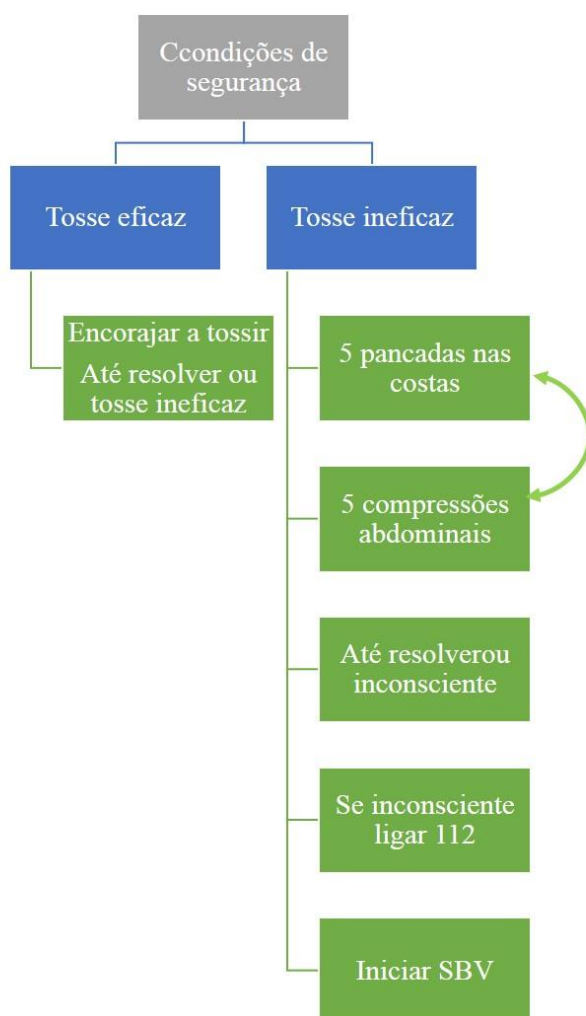 Ccondições de
segurança
Tosse eficaz
Tosse ineficaz
Encorajar a tossir
Até resolver ou
tosse ineficaz
5 pancadas nas
costas
5 compressões
abdominais
Até resolverou
inconsciente
Se inconsciente
ligar 112
Iniciar SBV